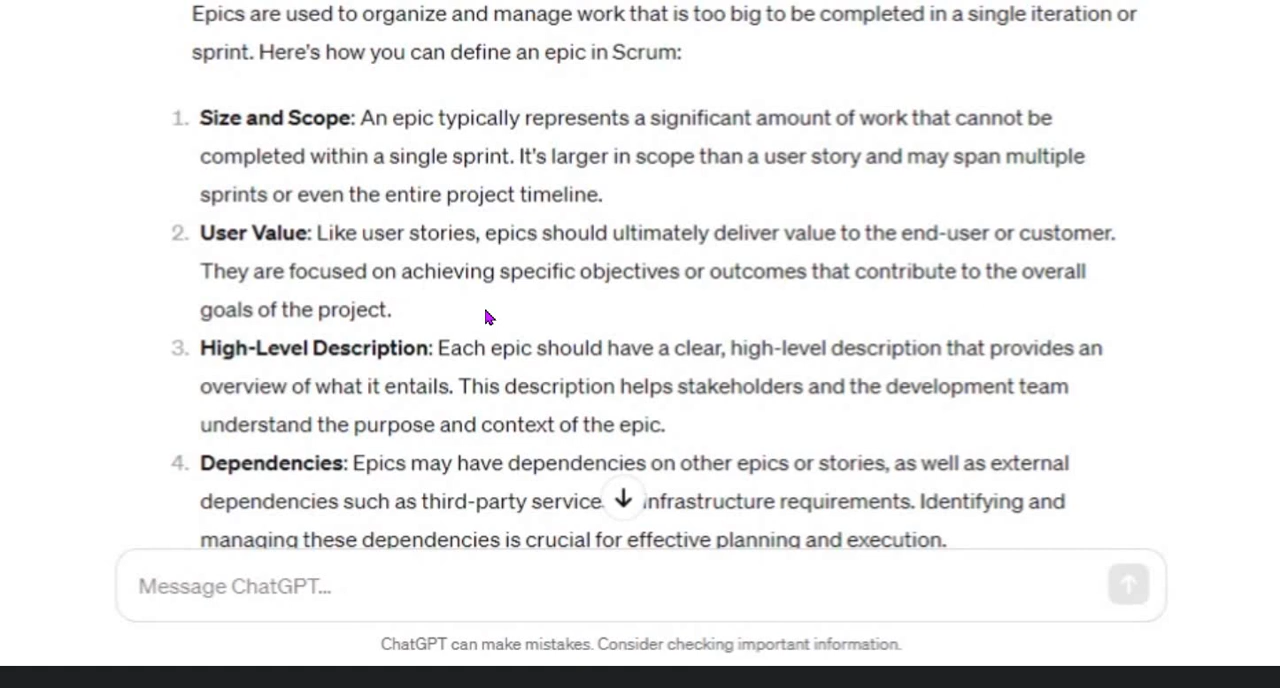 Epics are used to organize and manage work that is too big to be completed in a single iteration or
sprint. Here's how you can define an epic in Scrum:
1. Size and Scope: An epic typically represents a significant amount of work that cannot be
completed within a single sprint. It's larger in scope than a user story and may span multiple
sprints or even the entire project timeline.
2. User Value: Like user stories, epics should ultimately deliver value to the end-user or customer.
They are focused on achieving specific objectives or outcomes that contribute to the overall
goals of the project.
3. High-Level Description: Each epic should have a clear, high-level description that provides an
overview of what it entails. This description helps stakeholders and the development team
understand the purpose and context of the epic.
4. Dependencies: Epics may have dependencies on other epics or stories, as well as external
dependencies such as third-party service infrastructure requirements. Identifying and
managing these dependencies is crucial for effective planning and execution.
Message ChatGPT...
ChatGPT can make mistakes. Consider checking important information.